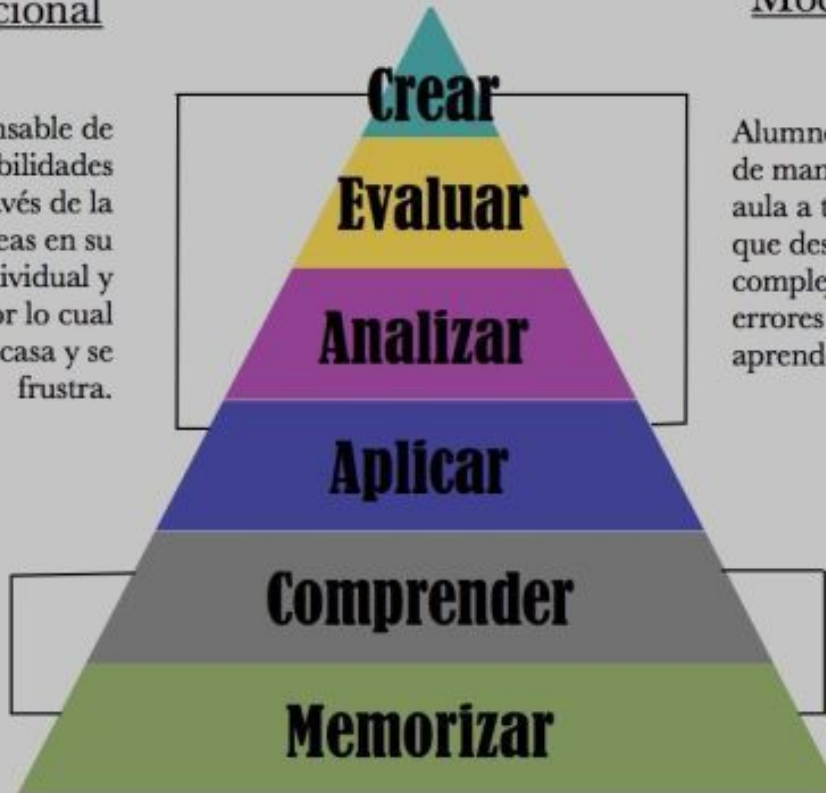 cional
Mod
nsable de
bilidades
vés de la
eas en su
ividual y
or lo cual
casa y se
frustra.
Crear
Evaluar
Analizar
Aplicar
Comprender
Memorizar
Alumno
de man
aula a t
que des
comple
errores
aprend